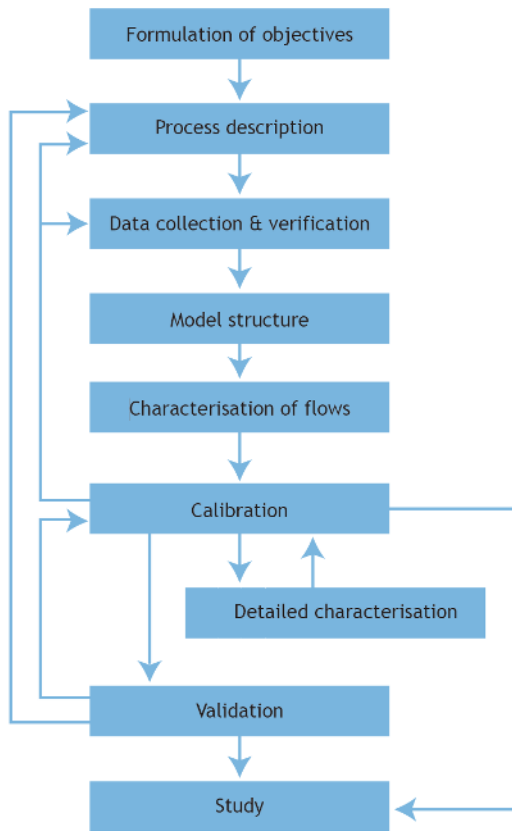 Formulation of objectives
Process description
Data collection & verification
Model structure
Characterisation of flows
Calibration
Detailed characterisation
Validation
Study